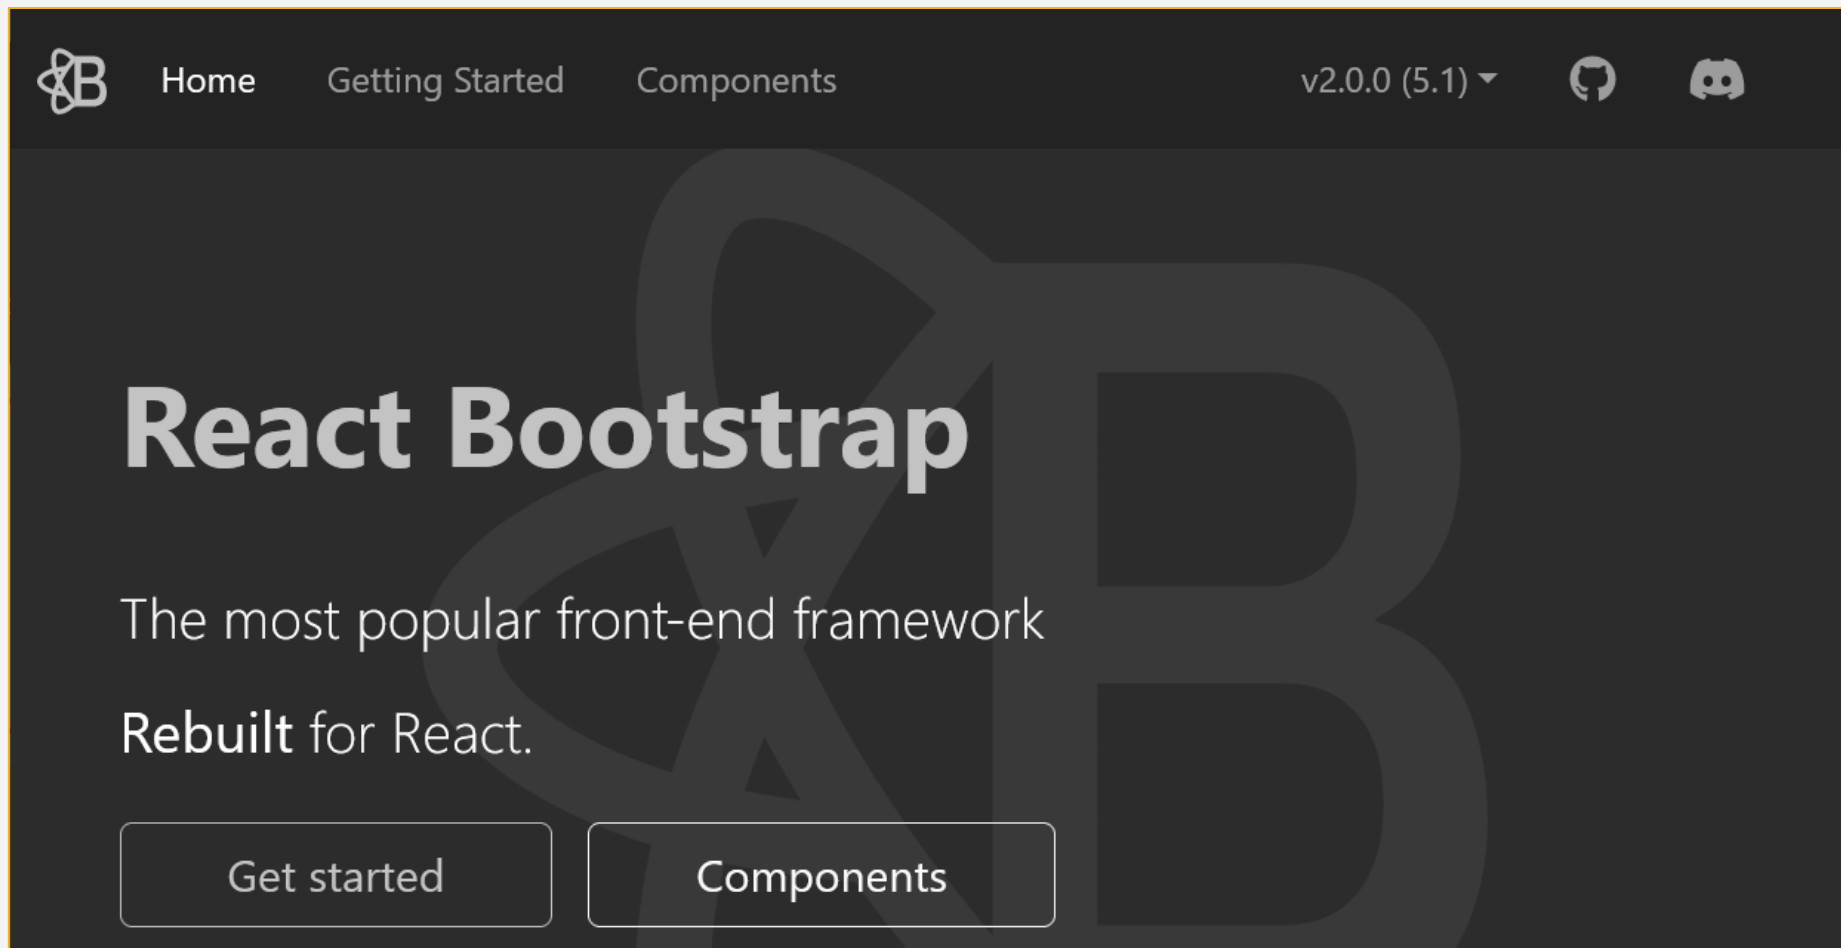 Home Getting Started Components v2.0.0 (5.1)
React Bootstrap
The most popular front-end framework
Rebuilt for React.
Get started Components